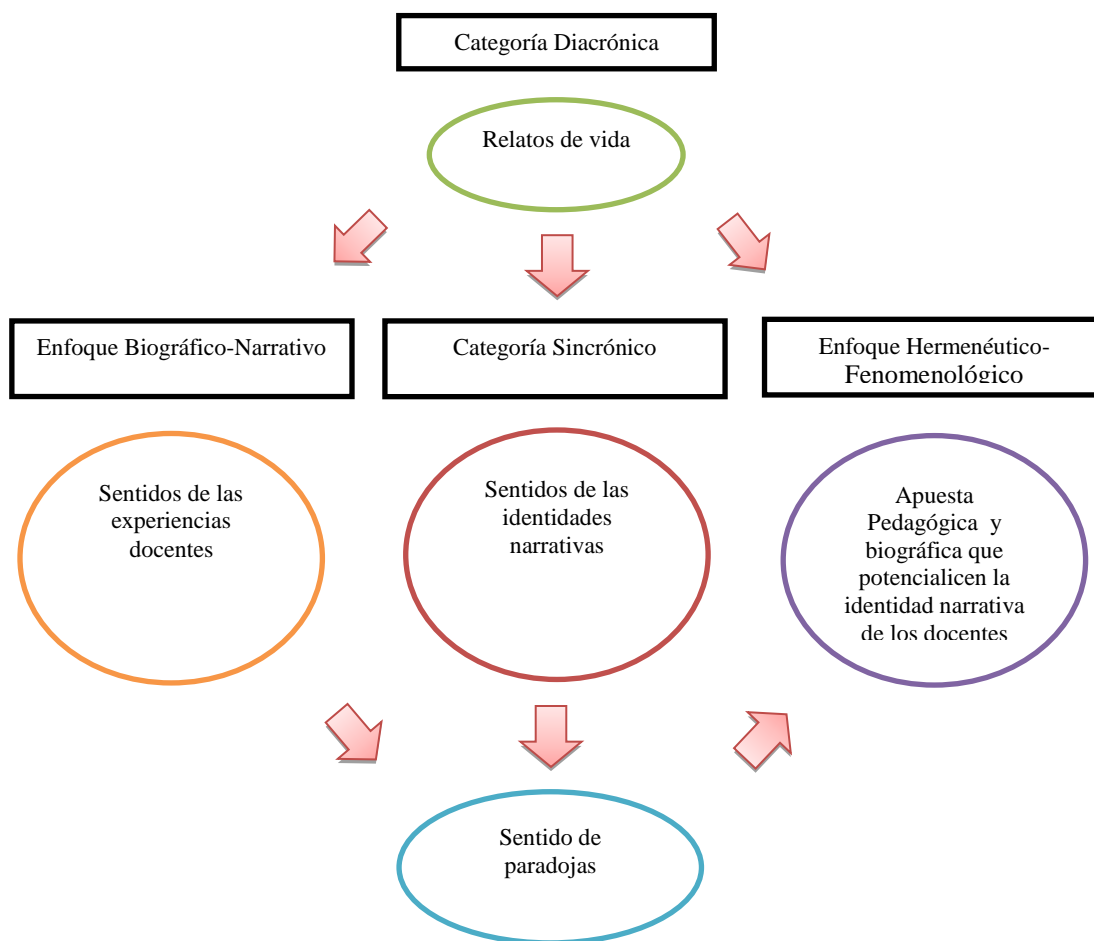 Categoría Diacrónica
Relatos de vida
Enfoque Biográfico-Narrativo
Categoría Sincrónico
Enfoque Hermenéutico-
Fenomenológico
Sentidos de las
experiencias
docentes
Sentidos de las
identidades
narrativas
Apuesta
Pedagógica y
biográfica que
potencialicen la
identidad narrativa
de los docentes
Sentido de
paradojas